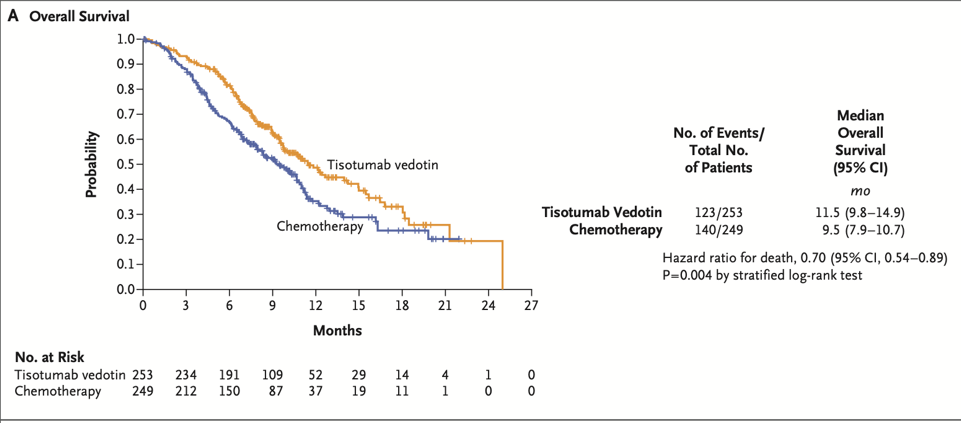 A Overall Survival
1.0
0.9
0.8
0.7
0.6
0.5
0.4
0.3
0.2
0.1
0.0
Probability
Tisotumab vedotin
Chemotherapy
0 3 6 9 12 15 18 21 24 27
Months
No. of Events/
Total No.
of Patients
Median
Overall
Survival
(95% CI)
mo
Tisotumab Vedotin 123/253 11.5 (9.8–14.9)
Chemotherapy 140/249 9.5 (7.9–10.7)
Hazard ratio for death, 0.70 (95% CI, 0.54–0.89)
P=0.004 by stratified log-rank test
No. at Risk
Tisotumab vedotin 253 234 191 109 52 29 14 4 1 0
Chemotherapy 249 212 150 87 37 19 11 1 0 0